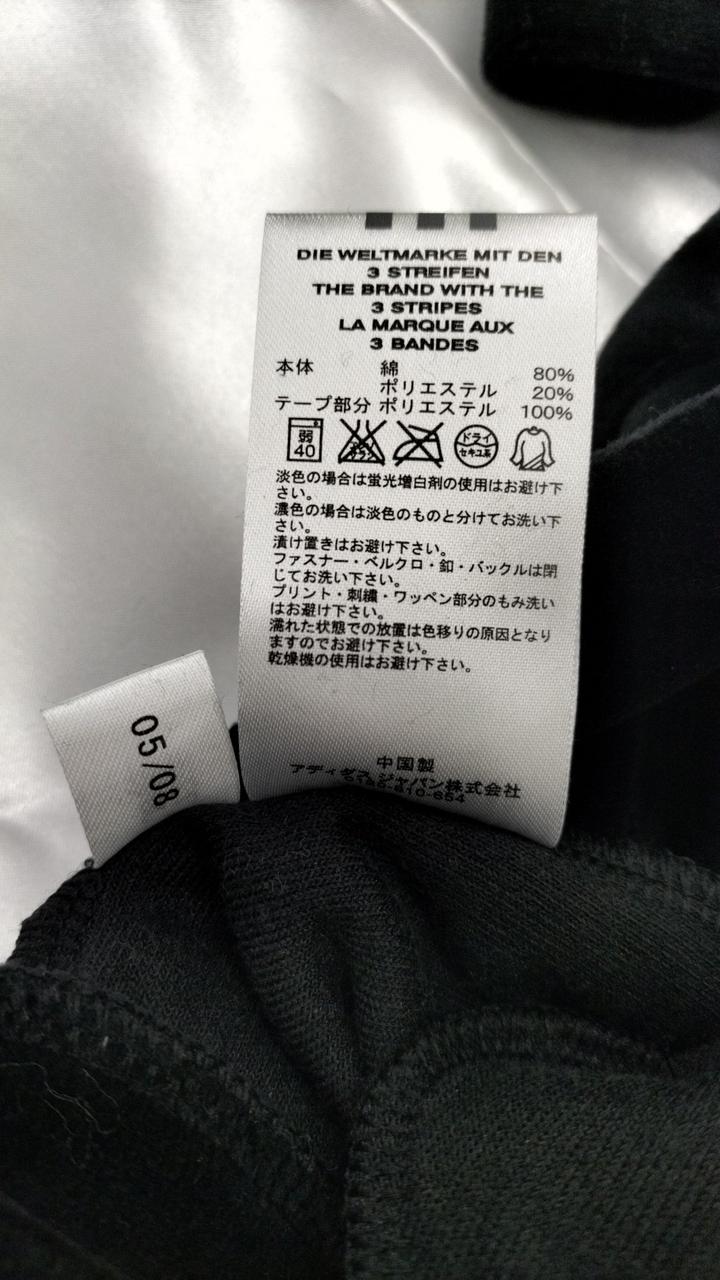 DIE WELTMARKE MIT DEN
3 STREIFEN
THE BRAND WITH THE
3 STRIPES
LA MARQUE AUX
3 BANDES
本体 綿 80%
ポリエステル 20%
テープ部分 ポリエステル 100%
弱
40
ドライ
セキユ系
淡色の場合は蛍光増白剤の使用はお避け下
さい。
濃色の場合は淡色のものと分けてお洗い下
さい。
漬け置きはお避け下さい。
ファスナー・ベルクロ・釦・バックルは閉
じてお洗い下さい。
プリント・刺繍・ワッペン部分のもみ洗い
はお避け下さい。
濡れた状態での放置は色移りの原因となり
ますのでお避け下さい。
乾燥機の使用はお避け下さい。
中国製
アディダス ジャパン株式会社
05/08